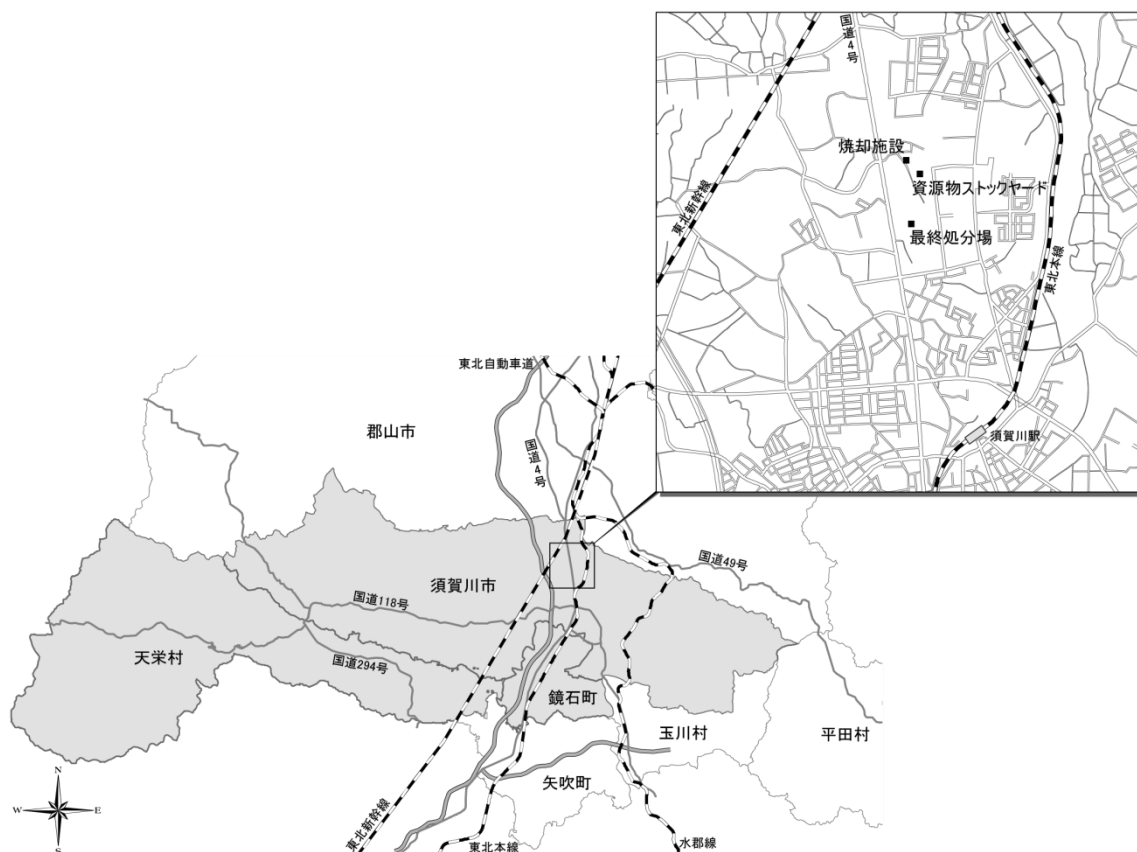 国道4号
焼却施設
資源物ストックヤード
東北新幹線
最終処分場
東北本線
須賀川駅
東北自動車道
郡山市
国道4号
国道49号
須賀川市
国道118号
天栄村
国道294号
鏡石町
玉川村
平田村
矢吹町
N
W
E
S
東北新幹線
東北本線
水郡線